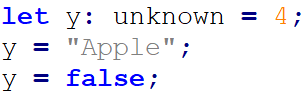 let y: unknown = 4;
y = "Apple";
y = false;